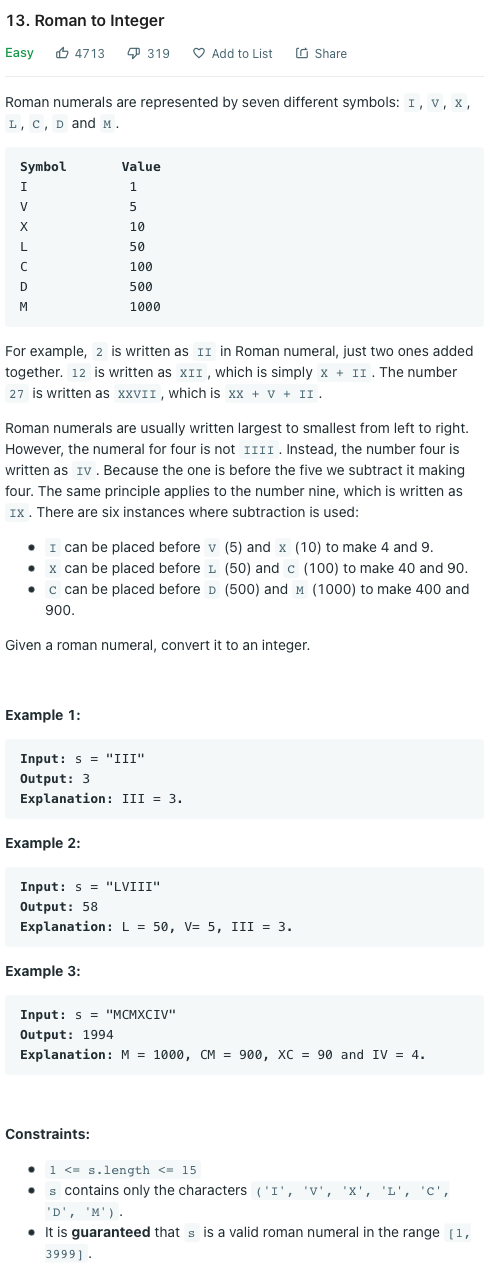 13. Roman to Integer
Easy 4713 319 Add to List Share
Roman numerals are represented by seven different symbols: I, V, X,
L, C, D and M.
Symbol Value
I 1
V 5
X 10
L 50
C 100
D 500
M 1000
For example, 2 is written as II in Roman numeral, just two ones added
together. 12 is written as XII, which is simply X + II. The number
27 is written as XXVII, which is XX + V + II.
Roman numerals are usually written largest to smallest from left to right.
However, the numeral for four is not IIII. Instead, the number four is
written as IV. Because the one is before the five we subtract it making
four. The same principle applies to the number nine, which is written as
IX. There are six instances where subtraction is used:
• I can be placed before V (5) and X (10) to make 4 and 9.
• X can be placed before L (50) and C (100) to make 40 and 90.
• C can be placed before D (500) and M (1000) to make 400 and
900.
Given a roman numeral, convert it to an integer.
Example 1:
Input: s = "III"
Output: 3
Explanation: III = 3.
Example 2:
Input: s = "LVIII"
Output: 58
Explanation: L = 50, V= 5, III = 3.
Example 3:
Input: s = "MCMXCIV"
Output: 1994
Explanation: M = 1000, CM = 900, XC = 90 and IV = 4.
Constraints:
• 1 <= s.length <= 15
• s contains only the characters ('I', 'V', 'X', 'L', 'C',
'D', 'M').
• It is guaranteed that s is a valid roman numeral in the range [1,
3999].